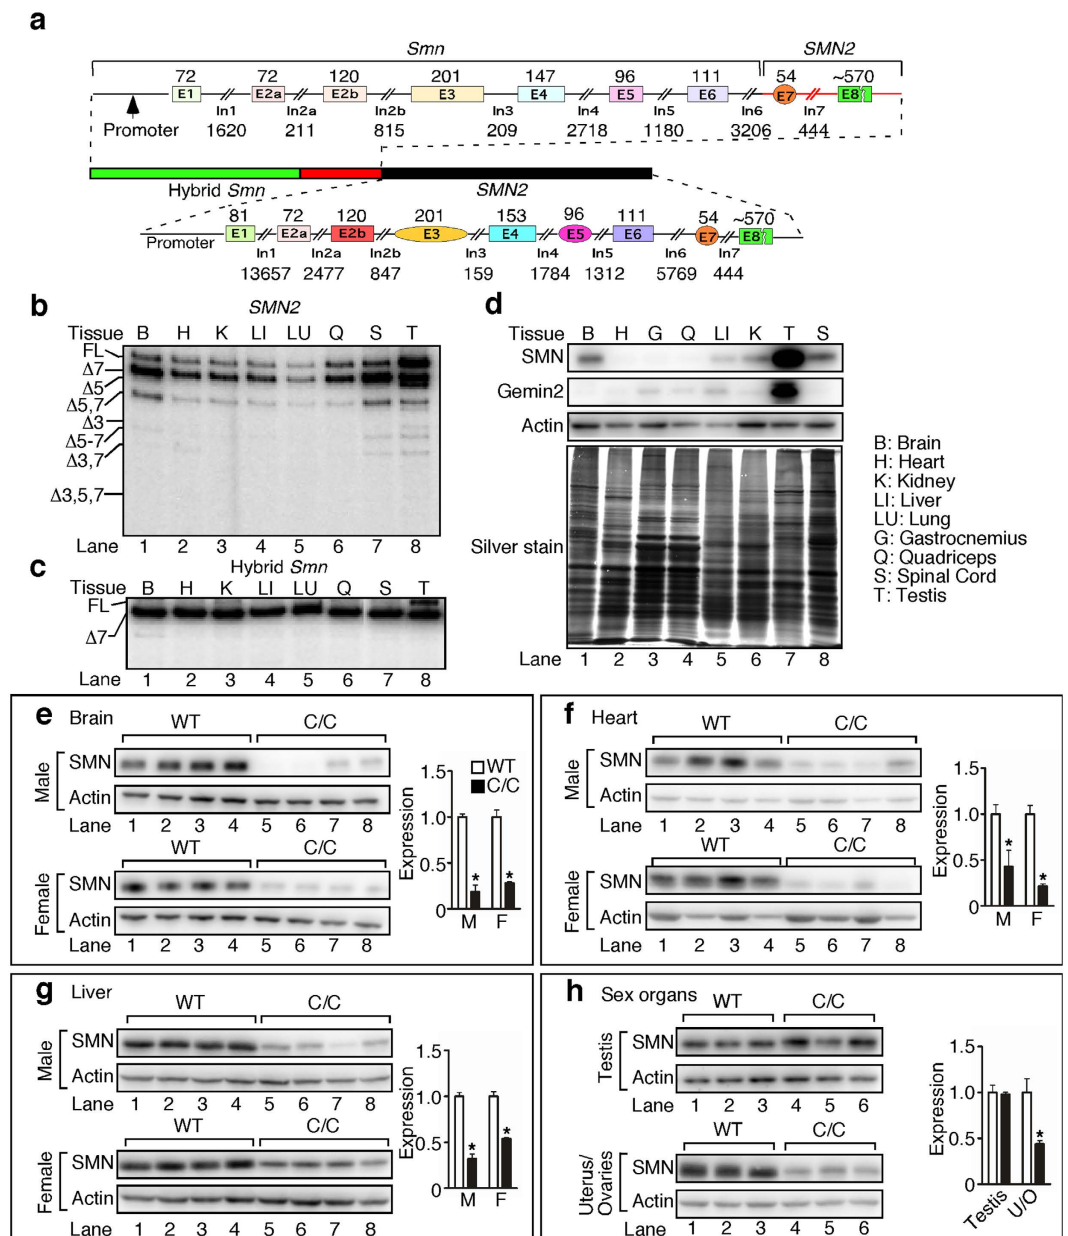 a
Smn SMN2
72 72 120 201 147 96 111 54 ~570
E1 E2a E2b E3 E4 E5 E6 E7 E8
In1 In2a In2b In3 In4 In5 In6 In7
Promoter 1620 211 815 209 2718 1180 3206 444
Hybrid Smn SMN2
81 72 120 201 153 96 111 54 ~570
Promoter E1 E2a E2b E3 E4 E5 E6 E7 E8
In1 In2a In2b In3 In4 In5 In6 In7
13657 2477 847 159 1784 1312 5769 444
b
SMN2
Tissue B H K LI LU Q S T
FL
Δ7
Δ5
Δ5,7
Δ3
Δ5-7
Δ3,7
Δ3,5,7
Lane 1 2 3 4 5 6 7 8
c
Hybrid Smn
Tissue B H K LI LU Q S T
FL
Δ7
Lane 1 2 3 4 5 6 7 8
d
Tissue B H G Q LI K T S
SMN
Gemin2
Actin
Silver stain
Lane 1 2 3 4 5 6 7 8
B: Brain
H: Heart
K: Kidney
LI: Liver
LU: Lung
G: Gastrocnemius
Q: Quadriceps
S: Spinal Cord
T: Testis
e Brain
WT C/C
Male
SMN
Actin
Lane 1 2 3 4 5 6 7 8
WT C/C
Female
SMN
Actin
Lane 1 2 3 4 5 6 7 8
WT
C/C
Expression
1.5
1.0
0.5
0
* *
M F
f Heart
WT C/C
Male
SMN
Actin
Lane 1 2 3 4 5 6 7 8
WT C/C
Female
SMN
Actin
Lane 1 2 3 4 5 6 7 8
Expression
1.5
1.0
0.5
0
* *
M F
g Liver
WT C/C
Male
SMN
Actin
Lane 1 2 3 4 5 6 7 8
WT C/C
Female
SMN
Actin
Lane 1 2 3 4 5 6 7 8
Expression
1.5
1.0
0.5
0
* *
M F
h Sex organs
WT C/C
Testis
SMN
Actin
Lane 1 2 3 4 5 6
WT C/C
Uterus/
Ovaries
SMN
Actin
Lane 1 2 3 4 5 6
Expression
1.5
1.0
0.5
0
*
Testis U/O